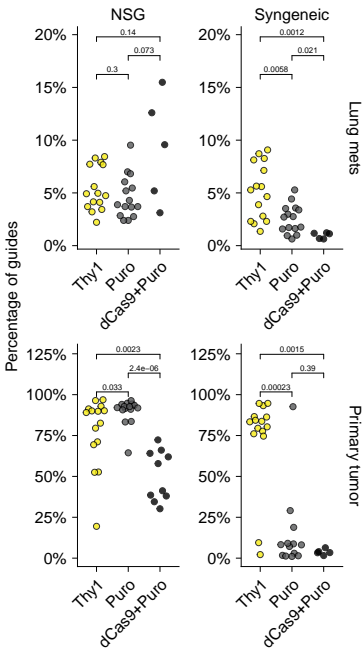 NSG Syngeneic
20% 20%
0.14 0.0012
0.073 0.021
0.3 0.0058
15% 15%
10% 10%
5% 5%
0% 0%
Lung mets
Thy1 Puro dCas9+Puro Thy1 Puro dCas9+Puro
Percentage of guides
125% 125%
0.0023 0.0015
2.4e−06 0.39
0.033 0.00023
100% 100%
75% 75%
50% 50%
25% 25%
0% 0%
Primary tumor
Thy1 Puro dCas9+Puro Thy1 Puro dCas9+Puro